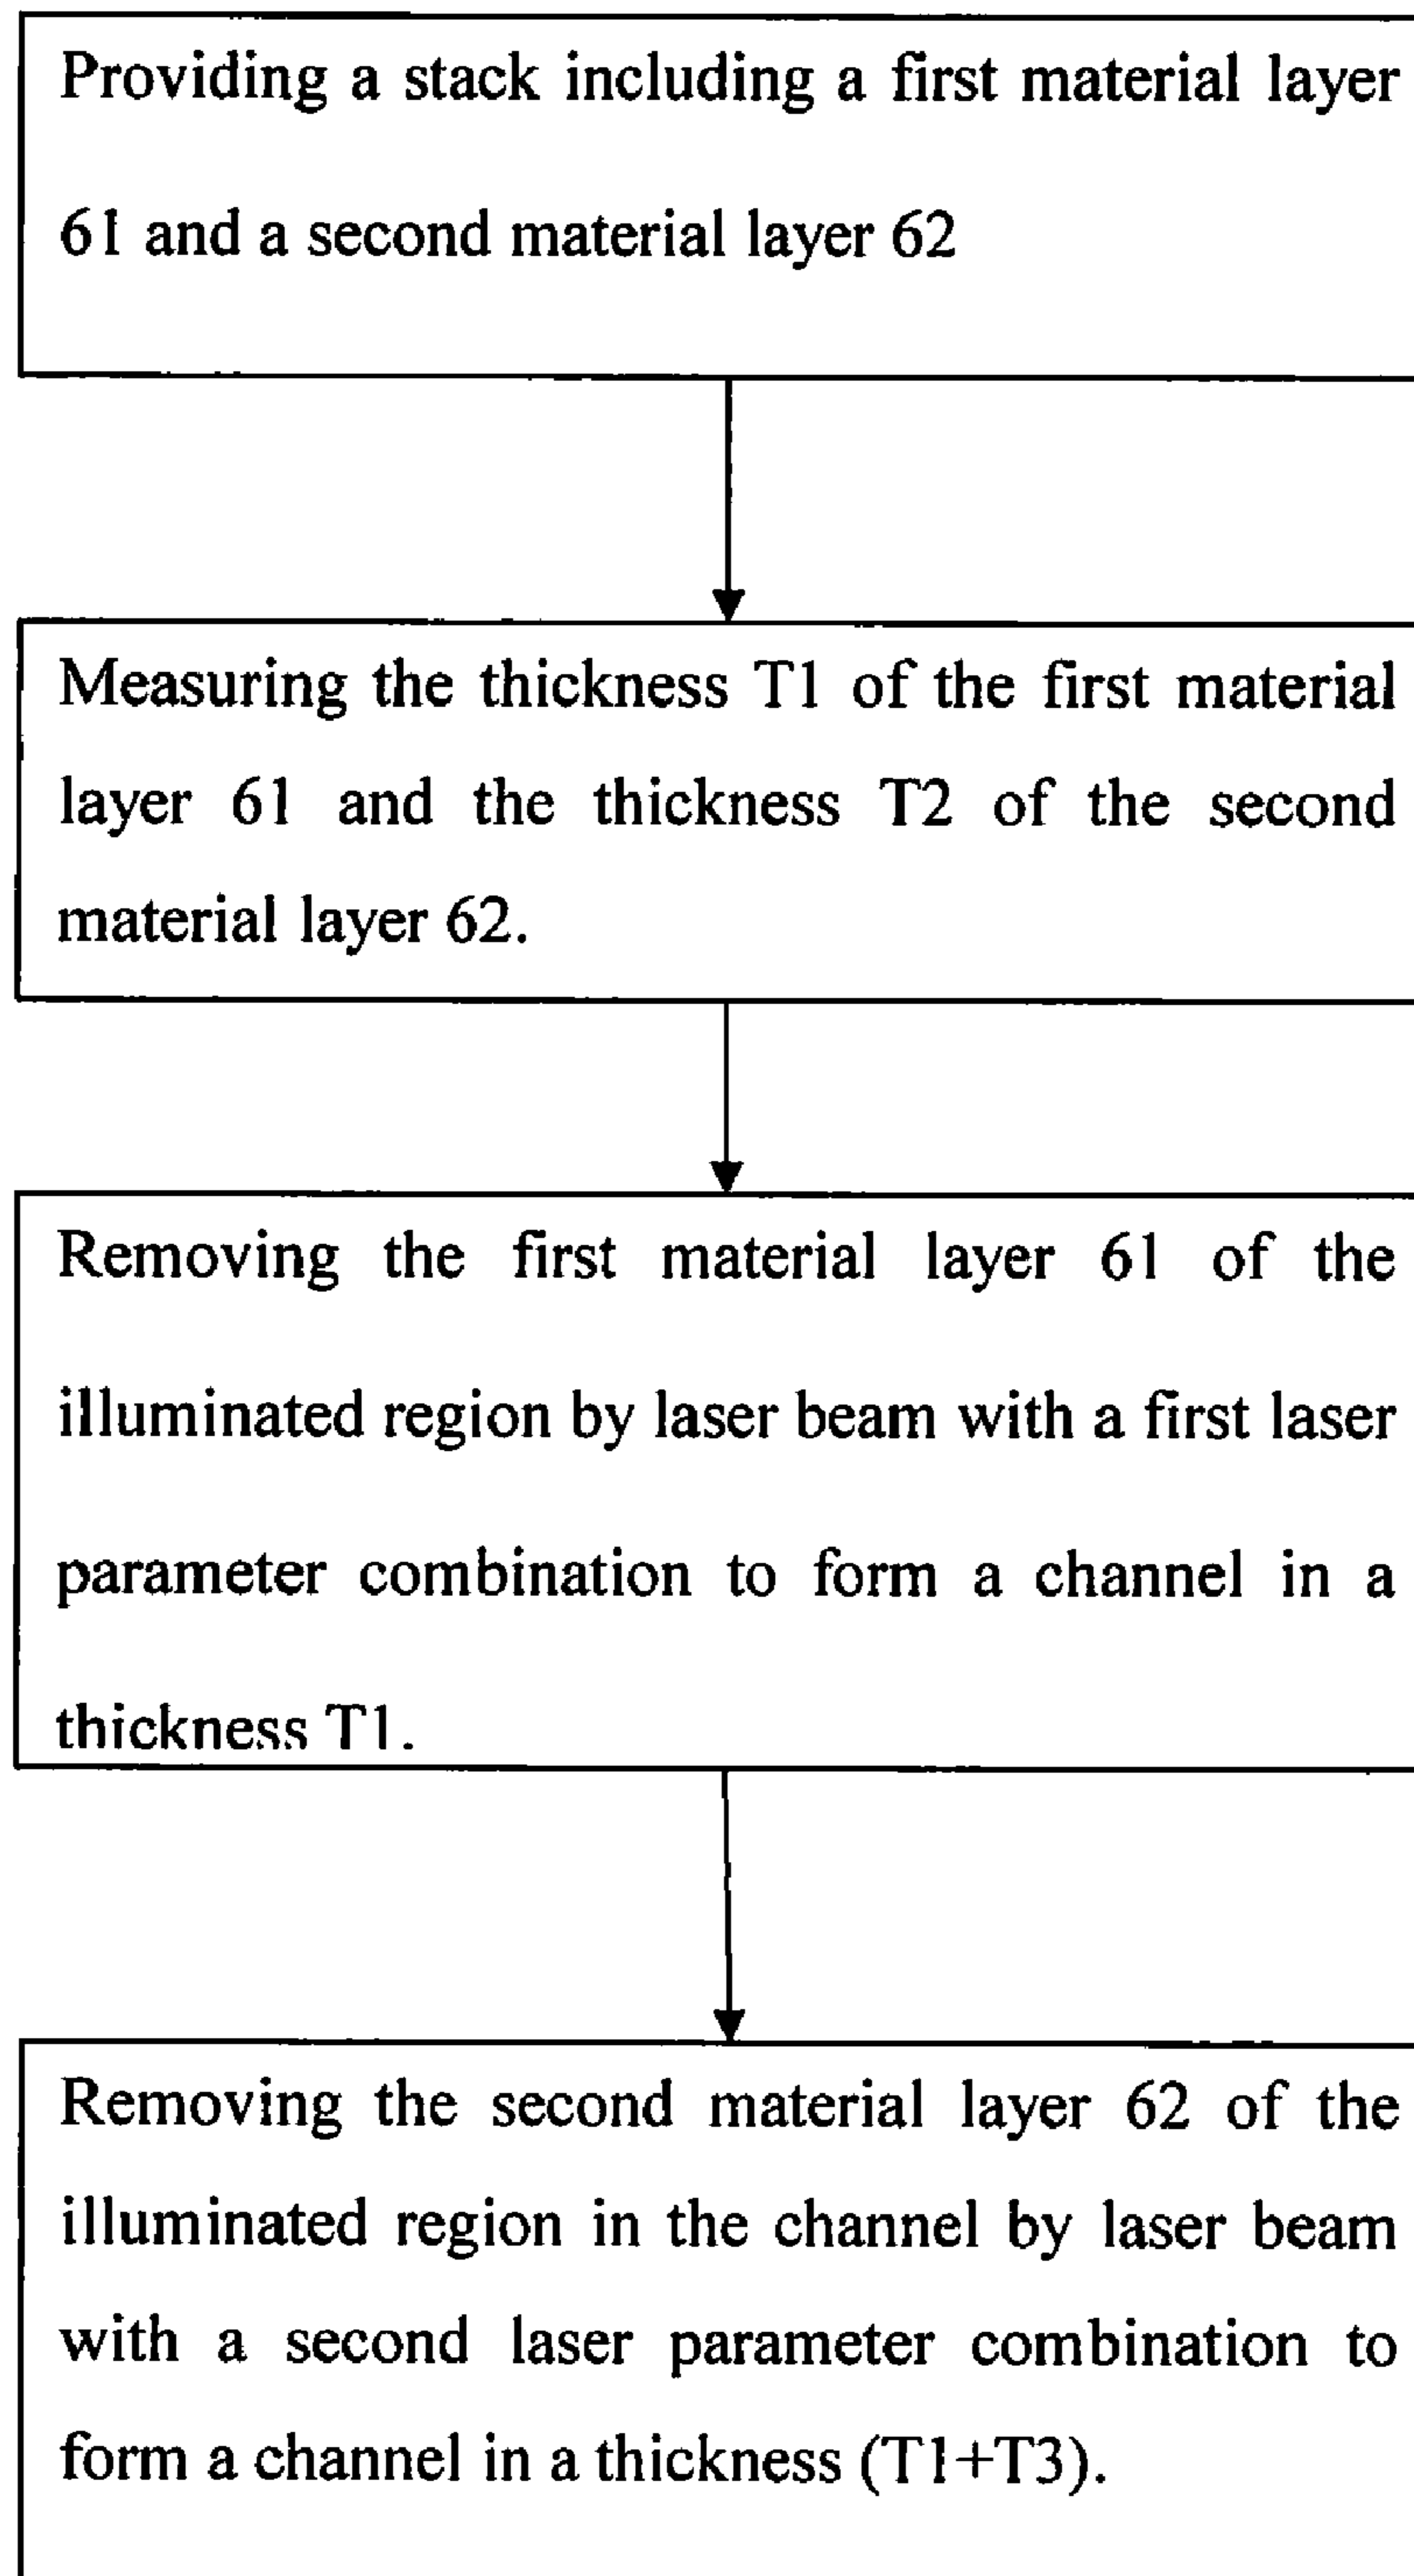 Providing a stack including a first material layer
61 and a second material layer 62
Measuring the thickness T1 of the first material
layer 61 and the thickness T2 of the second
material layer 62.
Removing the first material layer 61 of the
illuminated region by laser beam with a first laser
parameter combination to form a channel in a
thickness T1.
Removing the second material layer 62 of the
illuminated region in the channel by laser beam
with a second laser parameter combination to
form a channel in a thickness (T1+T3).